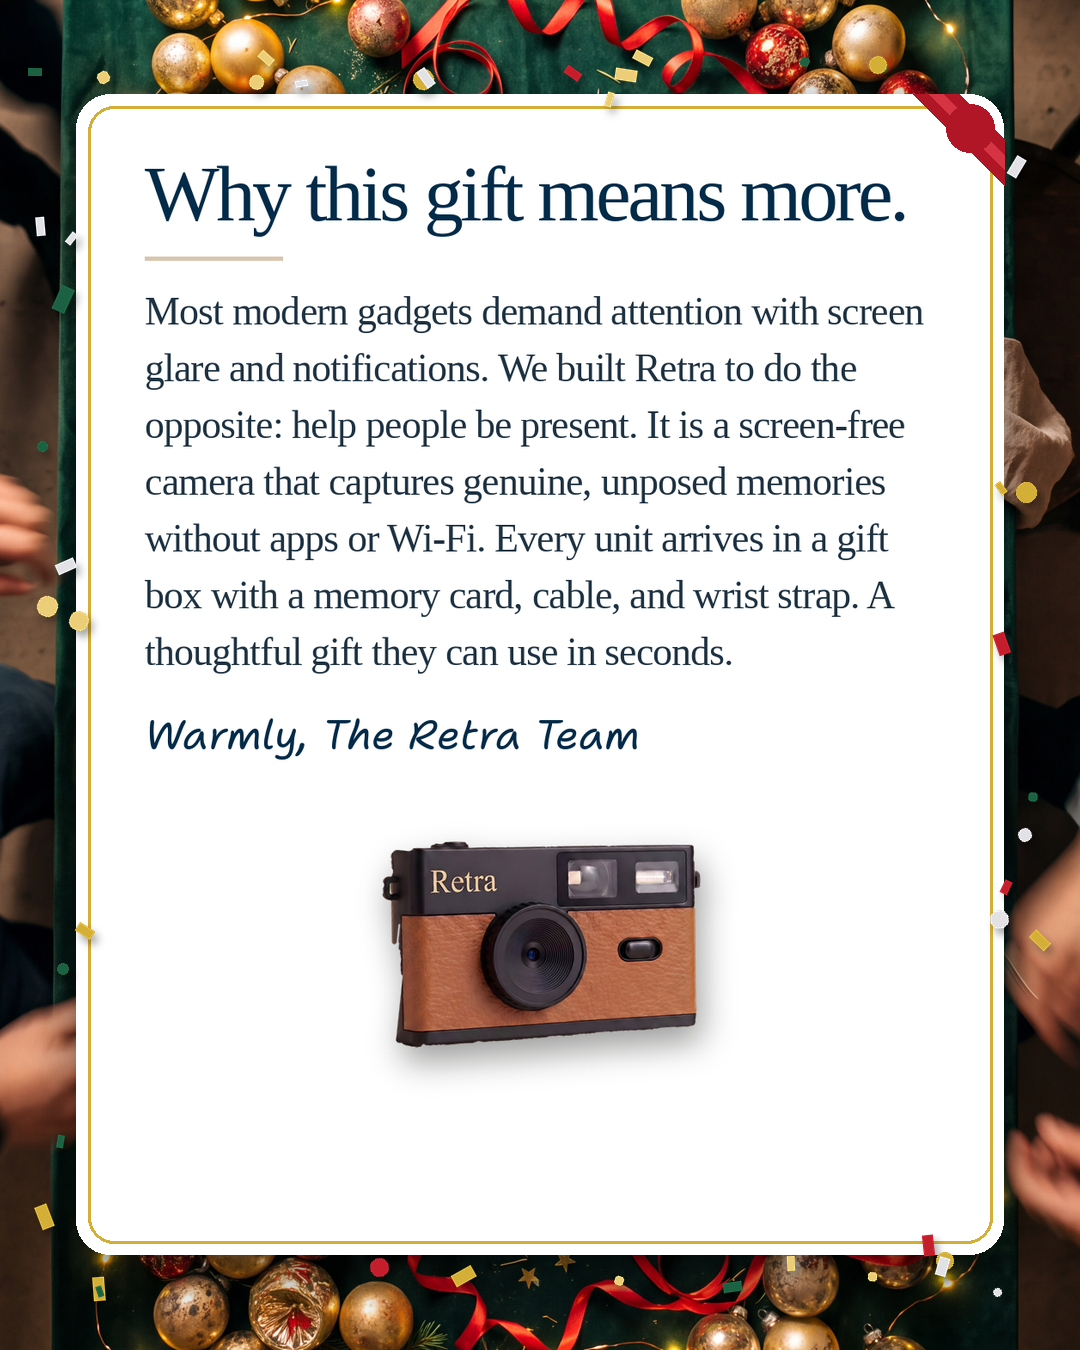 Why this gift means more.
Most modern gadgets demand attention with screen
glare and notifications. We built Retra to do the
opposite: help people be present. It is a screen-free
camera that captures genuine, unposed memories
without apps or Wi-Fi. Every unit arrives in a gift
box with a memory card, cable, and wrist strap. A
thoughtful gift they can use in seconds.
Warmly, The Retra Team
Retra